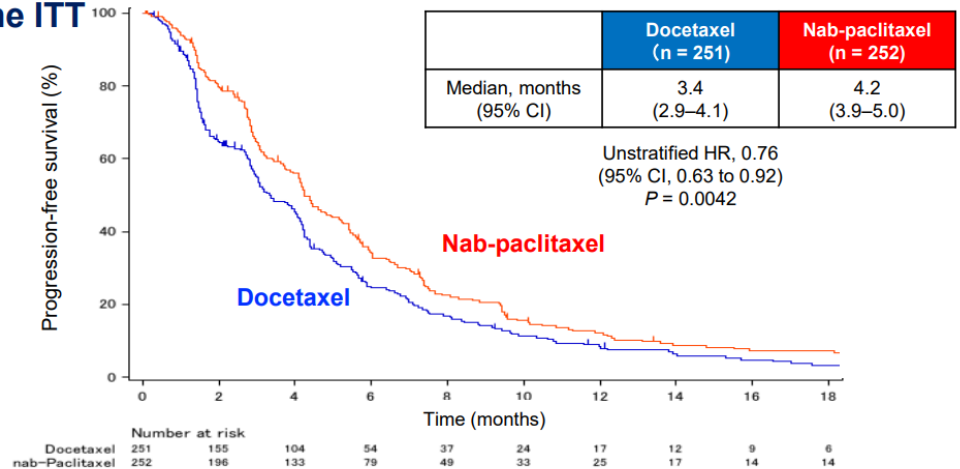 ne ITT
Docetaxel Nab-paclitaxel
(n = 251) (n = 252)
Median, months 3.4 4.2
(95% CI) (2.9–4.1) (3.9–5.0)
Unstratified HR, 0.76
(95% CI, 0.63 to 0.92)
P = 0.0042
Progression-free survival (%)
100
80
60
40
20
0
Nab-paclitaxel
Docetaxel
0 2 4 6 8 10 12 14 16 18
Time (months)
Number at risk
Docetaxel 251 155 104 54 37 24 17 12 9 6
nab-Paclitaxel 252 196 133 79 49 33 25 17 14 14